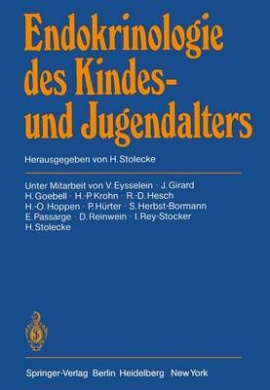 Endokrinologie
des Kindes-
und Jugendalters
Herausgegeben von H. Stolecke
Unter Mitarbeit von V. Eysselein · J. Girard
H. Goebell · H.-P. Krohn · R.-D. Hesch
H.-O. Hoppen · P. Hürter · S. Herbst-Bormann
E. Passarge · D. Reinwein · I. Rey-Stocker
H. Stolecke
Springer-Verlag Berlin Heidelberg New York